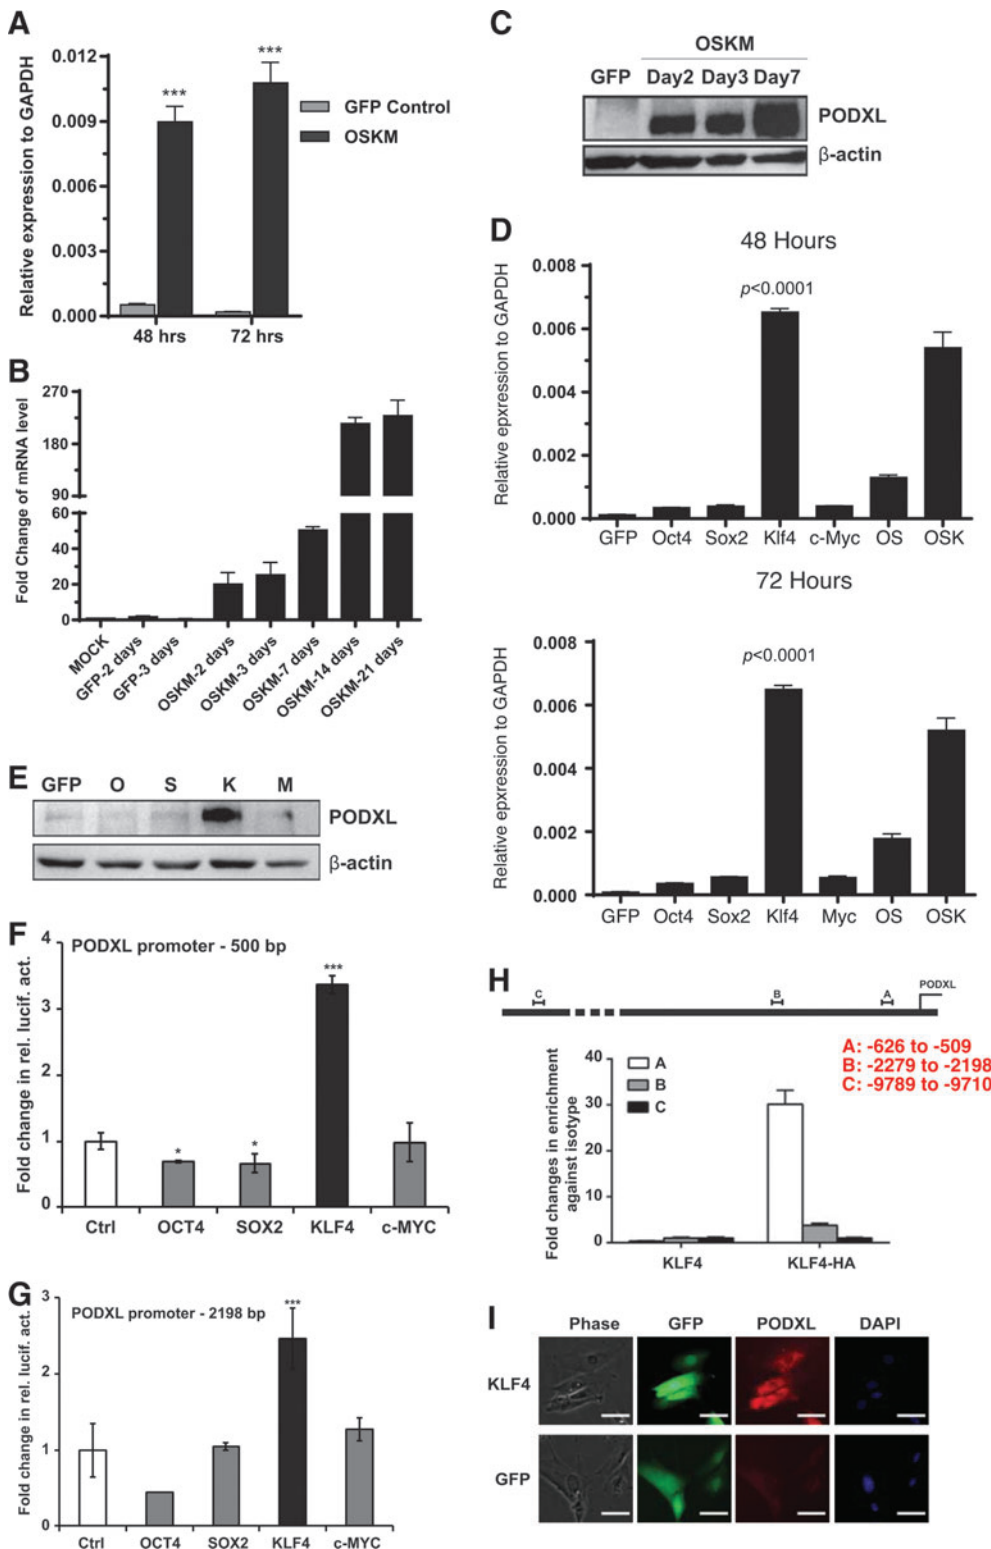 A
Relative expression to GAPDH
0.012
0.009
0.006
0.003
0.000
***
***
GFP Control
OSKM
48 hrs
72 hrs
B
Fold Change of mRNA level
270
180
90
60
40
20
0
MOCK
GFP-2 days
GFP-3 days
OSKM-2 days
OSKM-3 days
OSKM-7 days
OSKM-14 days
OSKM-21 days
C
OSKM
GFP Day2 Day3 Day7
PODXL
β-actin
D
48 Hours
Relative epxression to GAPDH
0.008
0.006
0.004
0.002
0.000
p<0.0001
GFP Oct4 Sox2 Klf4 c-Myc OS OSK
72 Hours
Relative epxression to GAPDH
0.008
0.006
0.004
0.002
0.000
p<0.0001
GFP Oct4 Sox2 Klf4 Myc OS OSK
E
GFP O S K M
PODXL
β-actin
F
PODXL promoter - 500 bp
Fold change in rel. lucif. act.
4
3
2
1
0
* * ***
Ctrl OCT4 SOX2 KLF4 c-MYC
G
PODXL promoter - 2198 bp
Fold change in rel. lucif. act.
3
2
1
0
***
Ctrl OCT4 SOX2 KLF4 c-MYC
H
C B A PODXL
A: -626 to -509
B: -2279 to -2198
C: -9789 to -9710
Fold changes in enrichment
against isotype
40
30
20
10
0
A
B
C
KLF4 KLF4-HA
I
Phase GFP PODXL DAPI
KLF4
GFP